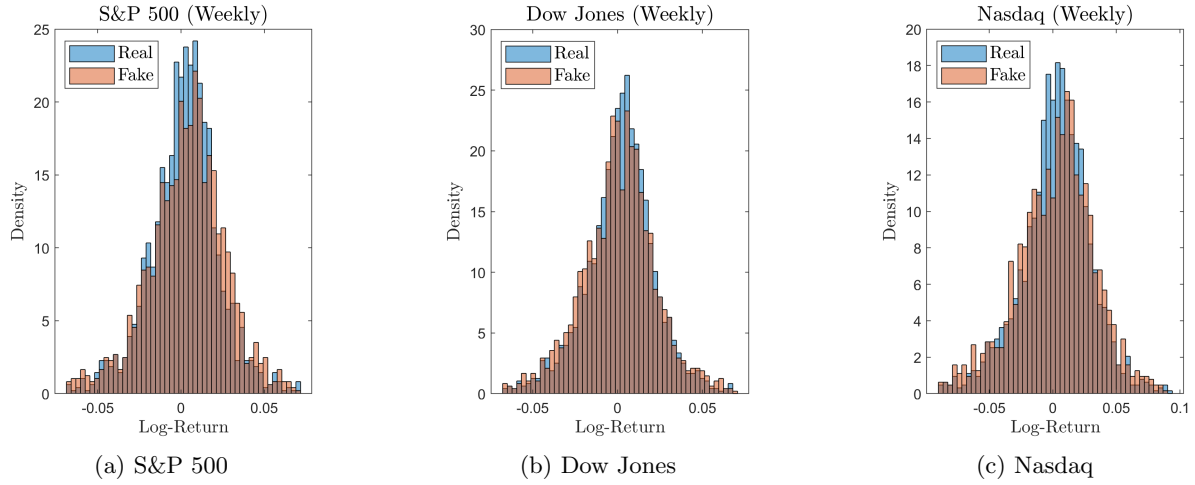 S&P 500 (Weekly)
25
20
15
10
5
0
-0.05
0
0.05
Density
Log-Return
Real
Fake
(a) S&P 500
Dow Jones (Weekly)
30
25
20
15
10
5
0
-0.05
0
0.05
Density
Log-Return
Real
Fake
(b) Dow Jones
Nasdaq (Weekly)
20
18
16
14
12
10
8
6
4
2
0
-0.05
0
0.05
0.1
Density
Log-Return
Real
Fake
(c) Nasdaq